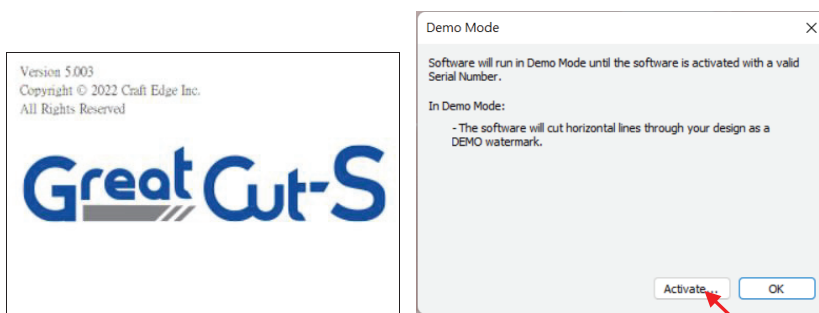 Version 5.003
Copyright © 2022 Craft Edge Inc.
All Rights Reserved
Great Cut-S
Demo Mode
Software will run in Demo Mode until the software is activated with a valid
Serial Number.
In Demo Mode:
- The software will cut horizontal lines through your design as a
DEMO watermark.
Activate...
OK